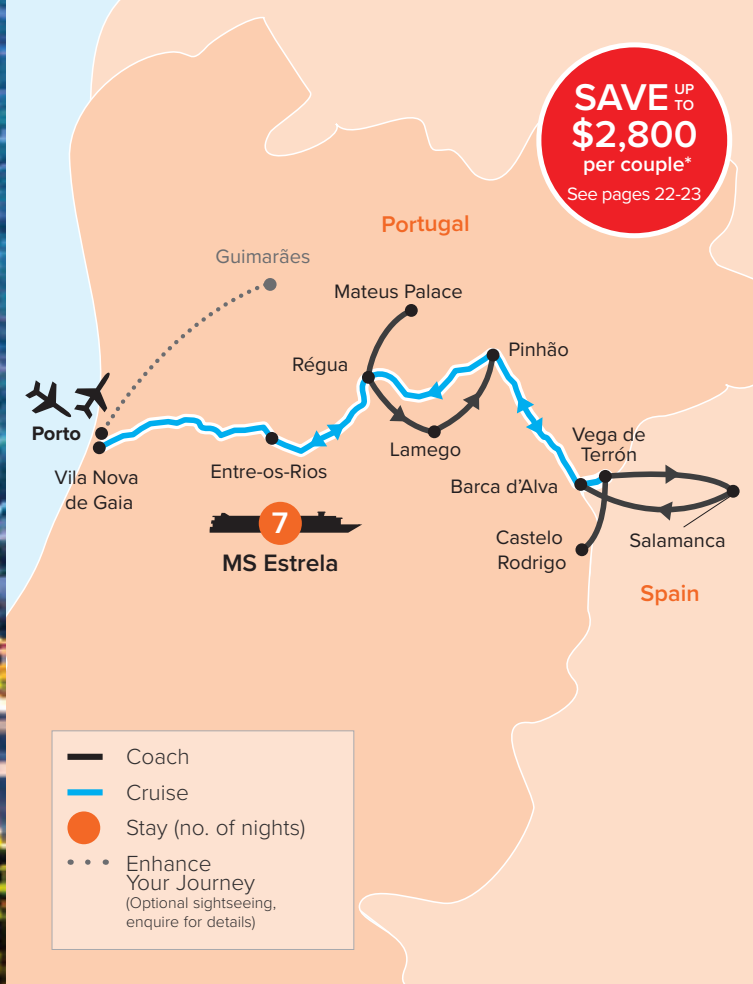 SAVE UP TO
$2,800
per couple*
See pages 22-23
Portugal
Guimarães
Mateus Palace
Régua
Pinhão
Porto
Vila Nova
de Gaia
Entre-os-Rios
Lamego
Vega de
Terrón
Barca d'Alva
Castelo
Rodrigo
Salamanca
7
MS Estrela
Spain
Coach
Cruise
Stay (no. of nights)
Enhance
Your Journey
(Optional sightseeing,
enquire for details)